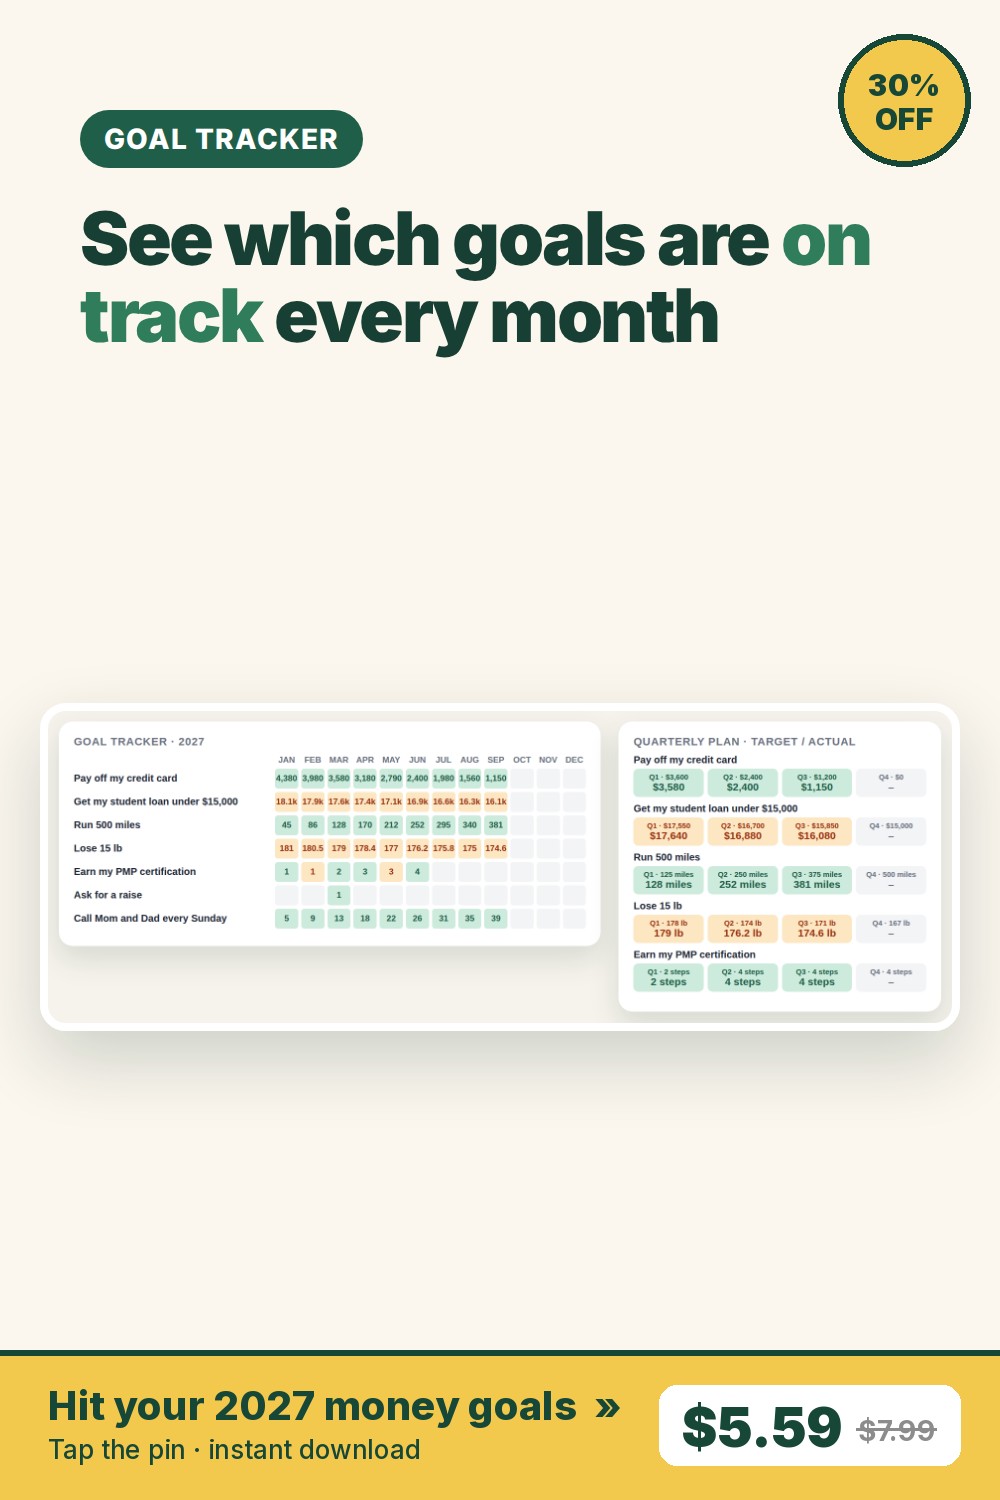 30%
OFF
GOAL TRACKER
See which goals are on
track every month
GOAL TRACKER · 2027
JAN FEB MAR APR MAY JUN JUL AUG SEP OCT NOV DEC
Pay off my credit card 4,380 3,980 3,580 3,180 2,790 2,400 1,980 1,560 1,150
Get my student loan under $15,000 18.1k 17.9k 17.6k 17.4k 17.1k 16.9k 16.6k 16.3k 16.1k
Run 500 miles 45 86 128 170 212 252 295 340 381
Lose 15 lb 181 180.5 179 178.4 177 176.2 175.8 175 174.6
Earn my PMP certification 1 1 2 3 3 4
Ask for a raise 1
Call Mom and Dad every Sunday 5 9 13 18 22 26 31 35 39
QUARTERLY PLAN · TARGET / ACTUAL
Pay off my credit card
Q1 · $3,600 Q2 · $2,400 Q3 · $1,200 Q4 · $0
$3,580 $2,400 $1,150 –
Get my student loan under $15,000
Q1 · $17,550 Q2 · $16,700 Q3 · $15,850 Q4 · $15,000
$17,640 $16,880 $16,080 –
Run 500 miles
Q1 · 125 miles Q2 · 250 miles Q3 · 375 miles Q4 · 500 miles
128 miles 252 miles 381 miles –
Lose 15 lb
Q1 · 178 lb Q2 · 174 lb Q3 · 171 lb Q4 · 167 lb
179 lb 176.2 lb 174.6 lb –
Earn my PMP certification
Q1 · 2 steps Q2 · 4 steps Q3 · 4 steps Q4 · 4 steps
2 steps 4 steps 4 steps –
Hit your 2027 money goals »
Tap the pin · instant download
$5.59 $7.99